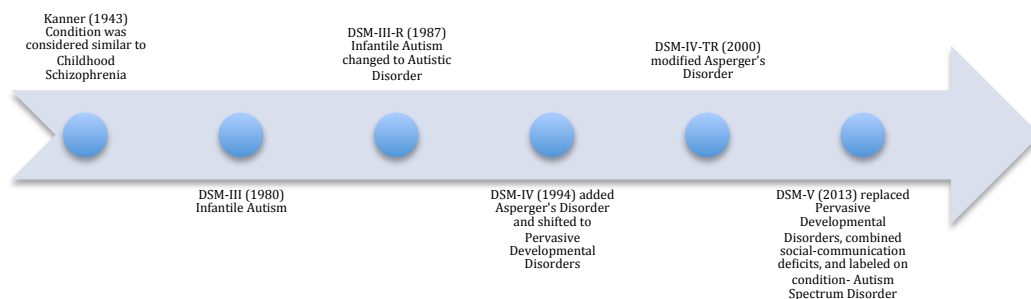 Kanner (1943)
Condition was
considered similar to
Childhood
Schizophrenia
DSM-III (1980)
Infantile Autism
DSM-III-R (1987)
Infantile Autism
changed to Autistic
Disorder
DSM-IV (1994) added
Asperger's Disorder
and shifted to
Pervasive
Developmental
Disorders
DSM-IV-TR (2000)
modified Asperger's
Disorder
DSM-V (2013) replaced
Pervasive
Developmental
Disorders, combined
social-communication
deficits, and labeled on
condition- Autism
Spectrum Disorder